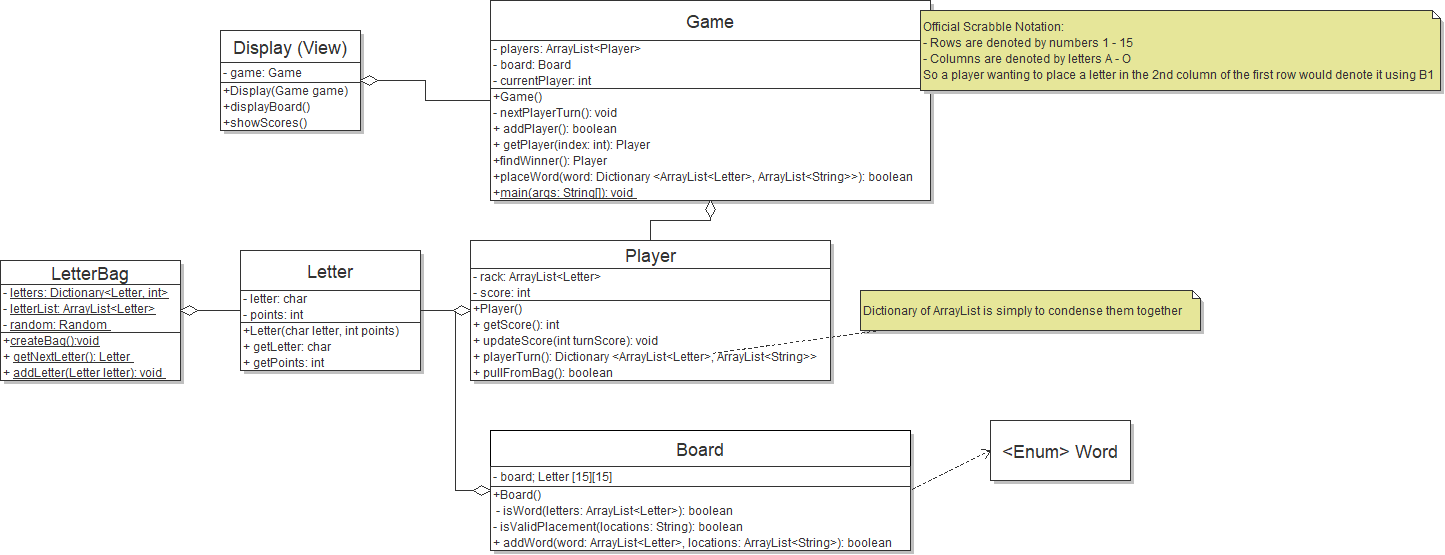 Game
- players: ArrayList<Player>
- board: Board
- currentPlayer: int
+Game()
- nextPlayerTurn(): void
+ addPlayer(): boolean
+ getPlayer(index: int): Player
+findWinner(): Player
+placeWord(word: Dictionary <ArrayList<Letter>, ArrayList<String>>): boolean
+main(args: String[]): void
Official Scrabble Notation:
- Rows are denoted by numbers 1 - 15
- Columns are denoted by letters A - O
So a player wanting to place a letter in the 2nd column of the first row would denote it using B1
Display (View)
- game: Game
+Display(Game game)
+displayBoard()
+showScores()
LetterBag
- letters: Dictionary<Letter, int>
- letterList: ArrayList<Letter>
- random: Random
+createBag():void
+ getNextLetter(): Letter
+ addLetter(Letter letter): void
Letter
- letter: char
- points: int
+Letter(char letter, int points)
+ getLetter: char
+ getPoints: int
Player
- rack: ArrayList<Letter>
- score: int
+Player()
+ getScore(): int
+ updateScore(int turnScore): void
+ playerTurn(): Dictionary <ArrayList<Letter>, ArrayList<String>>
+ pullFromBag(): boolean
Dictionary of ArrayList is simply to condense them together
Board
- board; Letter [15][15]
+Board()
- isWord(letters: ArrayList<Letter>): boolean
- isValidPlacement(locations: String): boolean
+ addWord(word: ArrayList<Letter>, locations: ArrayList<String>): boolean
<Enum> Word